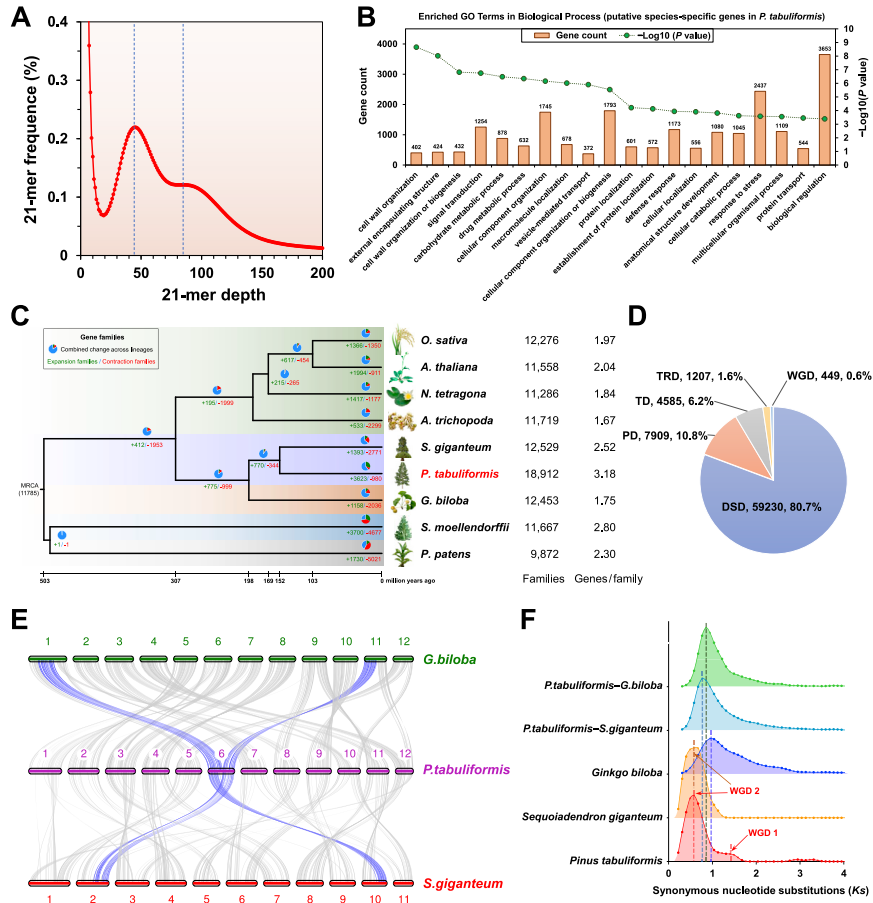 A
0.4
0.3
0.2
0.1
0
0
50
100
150
200
21-mer frequence (%)
21-mer depth
B
Enriched GO Terms in Biological Process (putative species-specific genes in P. tabuliformis)
Gene count
−Log10 (P value)
4000
3000
2000
1000
0
10
9
8
7
6
5
4
3
2
1
0
Gene count
−Log10(P value)
402
424
432
1254
878
632
1745
678
372
1793
601
572
1173
556
1080
1045
2437
1109
544
3653
cell wall organization
external encapsulating structure
cell wall organization or biogenesis
signal transduction
carbohydrate metabolic process
drug metabolic process
cellular component organization
macromolecule localization
vesicle-mediated transport
cellular component organization or biogenesis
protein localization
establishment of protein localization
defense response
cellular localization
anatomical structure development
cellular catabolic process
response to stress
multicellular organismal process
protein transport
biological regulation
C
Gene families
Combined change across lineages
Expansion families / Contraction families
MRCA
(11785)
+412/-1953
+195/-1999
+215/-265
+617/-454
+775/-999
+770/-344
+1/-1
+1366/-1350
+1994/-911
+1417/-1177
+533/-2299
+1393/-2771
+3623/-980
+1158/-2036
+3700/-4677
+1730/-5021
O. sativa 12,276 1.97
A. thaliana 11,558 2.04
N. tetragona 11,286 1.84
A. trichopoda 11,719 1.67
S. giganteum 12,529 2.52
P. tabuliformis 18,912 3.18
G. biloba 12,453 1.75
S. moellendorffii 11,667 2.80
P. patens 9,872 2.30
Families Genes/family
503 307 198 169 152 103 0 million years ago
D
WGD, 449, 0.6%
TRD, 1207, 1.6%
TD, 4585, 6.2%
PD, 7909, 10.8%
DSD, 59230, 80.7%
E
1 2 3 4 5 6 7 8 9 10 11 12
G.biloba
1 2 3 4 5 6 7 8 9 10 11 12
P.tabuliformis
1 2 3 4 5 6 7 8 9 10 11
S.giganteum
F
P.tabuliformis−G.biloba
P.tabuliformis−S.giganteum
Ginkgo biloba
WGD 2
Sequoiadendron giganteum
WGD 1
Pinus tabuliformis
0 1 2 3 4
Synonymous nucleotide substitutions (Ks)